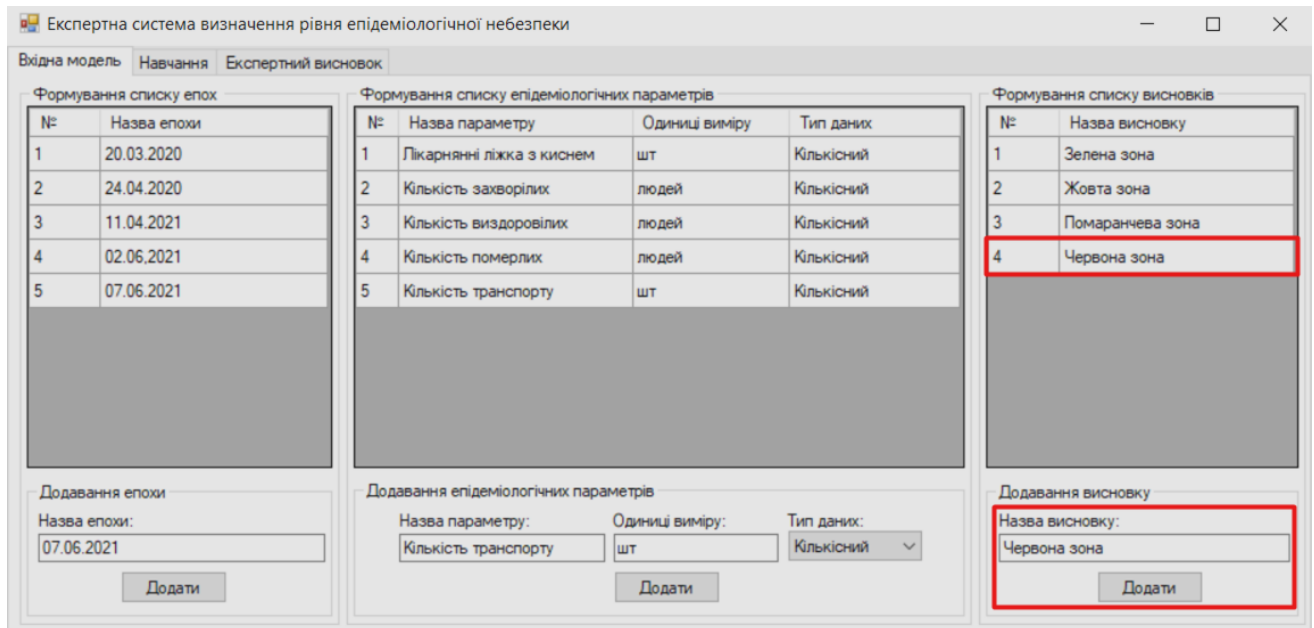 Експертна система визначення рівня епідеміологічної небезпеки
Вхідна модель Навчання Експертний висновок
Формування списку епох
№ Назва епохи
1 20.03.2020
2 24.04.2020
3 11.04.2021
4 02.06,2021
5 07.06.2021
Додавання епохи
Назва епохи:
07.06.2021
Додати
Формування списку епідеміологічних параметрів
№ Назва параметру Одиниці виміру Тип даних
1 Лікарнянні ліжка з киснем шт Кількісний
2 Кількість захворілих людей Кількісний
3 Кількість виздоровілих людей Кількісний
4 Кількість померлих людей Кількісний
5 Кількість транспорту шт Кількісний
Додавання епідеміологічних параметрів
Назва параметру: Одиниці виміру: Тип даних:
Кількість транспорту шт Кількісний
Додати
Формування списку висновків
№ Назва висновку
1 Зелена зона
2 Жовта зона
3 Помаранчева зона
4 Червона зона
Додавання висновку
Назва висновку:
Червона зона
Додати